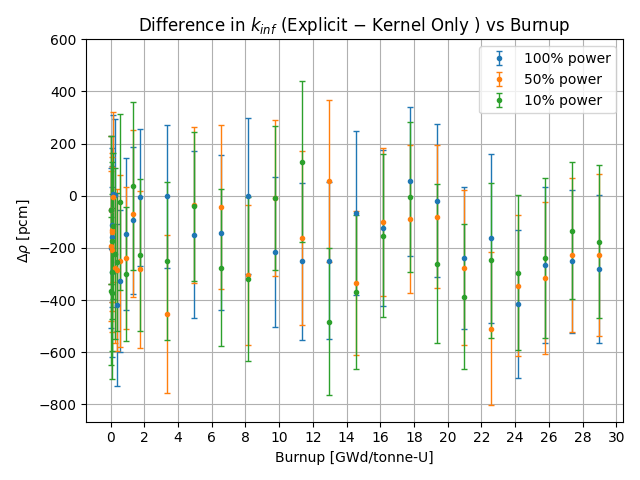 Difference in k_inf (Explicit − Kernel Only ) vs Burnup
100% power
50% power
10% power
Δρ [pcm]
600
400
200
0
−200
−400
−600
−800
0 2 4 6 8 10 12 14 16 18 20 22 24 26 28 30
Burnup [GWd/tonne-U]